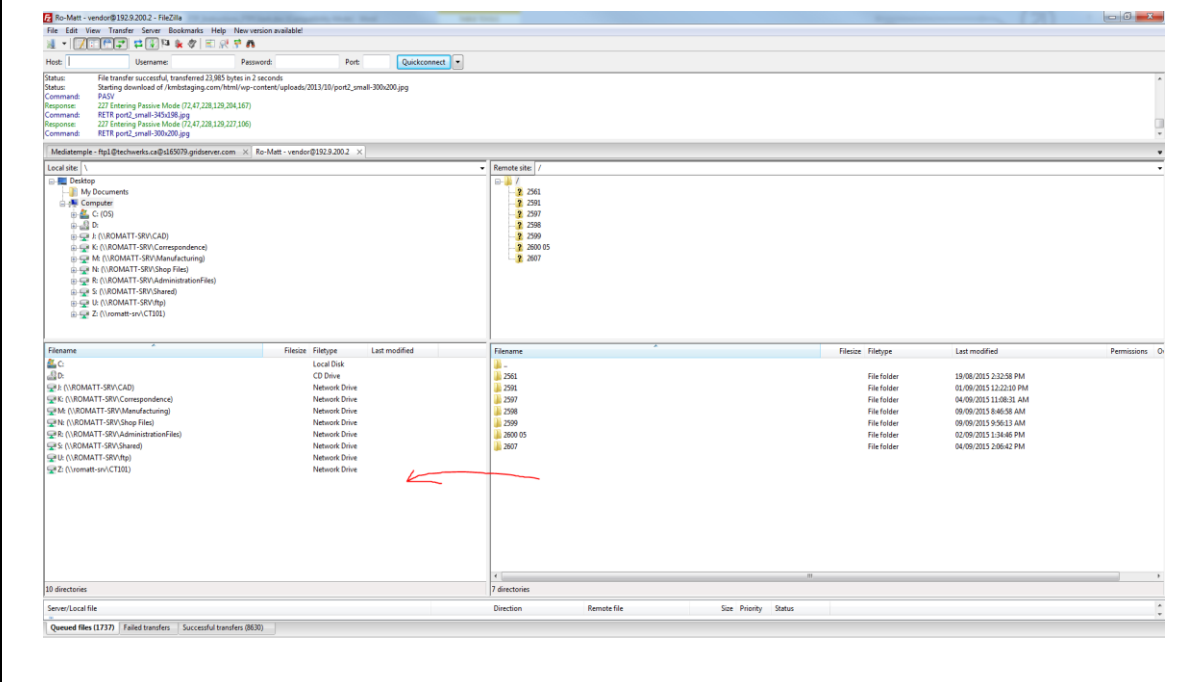 Ro-Matt - vendor@192.9.200.2 - FileZilla
File Edit View Transfer Server Bookmarks Help New version available!
Host: Username: Password: Port: Quickconnect
Status: File transfer successful, transferred 23,985 bytes in 2 seconds
Status: Starting download of /kmbstaging.com/html/wp-content/uploads/2013/10/port2_small-300x200.jpg
Command: PASV
Response: 227 Entering Passive Mode (72,47,228,129,204,167)
Command: RETR port2_small-345x198.jpg
Response: 227 Entering Passive Mode (72,47,228,129,227,106)
Command: RETR port2_small-300x200.jpg
Mediatemple - ftp1@techwerks.ca@s165079.gridserver.com Ro-Matt - vendor@192.9.200.2
Local site: \ Remote site: /
Desktop /
My Documents 2561
Computer 2591
C: (OS) 2597
D: 2598
J: (\\ROMATT-SRV\CAD) 2599
K: (\\ROMATT-SRV\Correspondence) 2600 05
M: (\\ROMATT-SRV\Manufacturing) 2607
N: (\\ROMATT-SRV\Shop Files)
R: (\\ROMATT-SRV\AdministrationFiles)
S: (\\ROMATT-SRV\Shared)
U: (\\ROMATT-SRV\ftp)
Z: (\\romatt-srv\CT101)
Filename Filesize Filetype Last modified Filename Filesize Filetype Last modified Permissions
C: Local Disk ..
D: CD Drive 2561 File folder 19/08/2015 2:32:58 PM
J: (\\ROMATT-SRV\CAD) Network Drive 2591 File folder 01/09/2015 12:22:10 PM
K: (\\ROMATT-SRV\Correspondence) Network Drive 2597 File folder 04/09/2015 11:08:31 AM
M: (\\ROMATT-SRV\Manufacturing) Network Drive 2598 File folder 09/09/2015 8:46:58 AM
N: (\\ROMATT-SRV\Shop Files) Network Drive 2599 File folder 09/09/2015 9:56:13 AM
R: (\\ROMATT-SRV\AdministrationFiles) Network Drive 2600 05 File folder 02/09/2015 1:34:46 PM
S: (\\ROMATT-SRV\Shared) Network Drive 2607 File folder 04/09/2015 2:06:42 PM
U: (\\ROMATT-SRV\ftp) Network Drive
Z: (\\romatt-srv\CT101) Network Drive
10 directories 7 directories
Server/Local file Direction Remote file Size Priority Status
Queued files (1737) Failed transfers Successful transfers (8630)